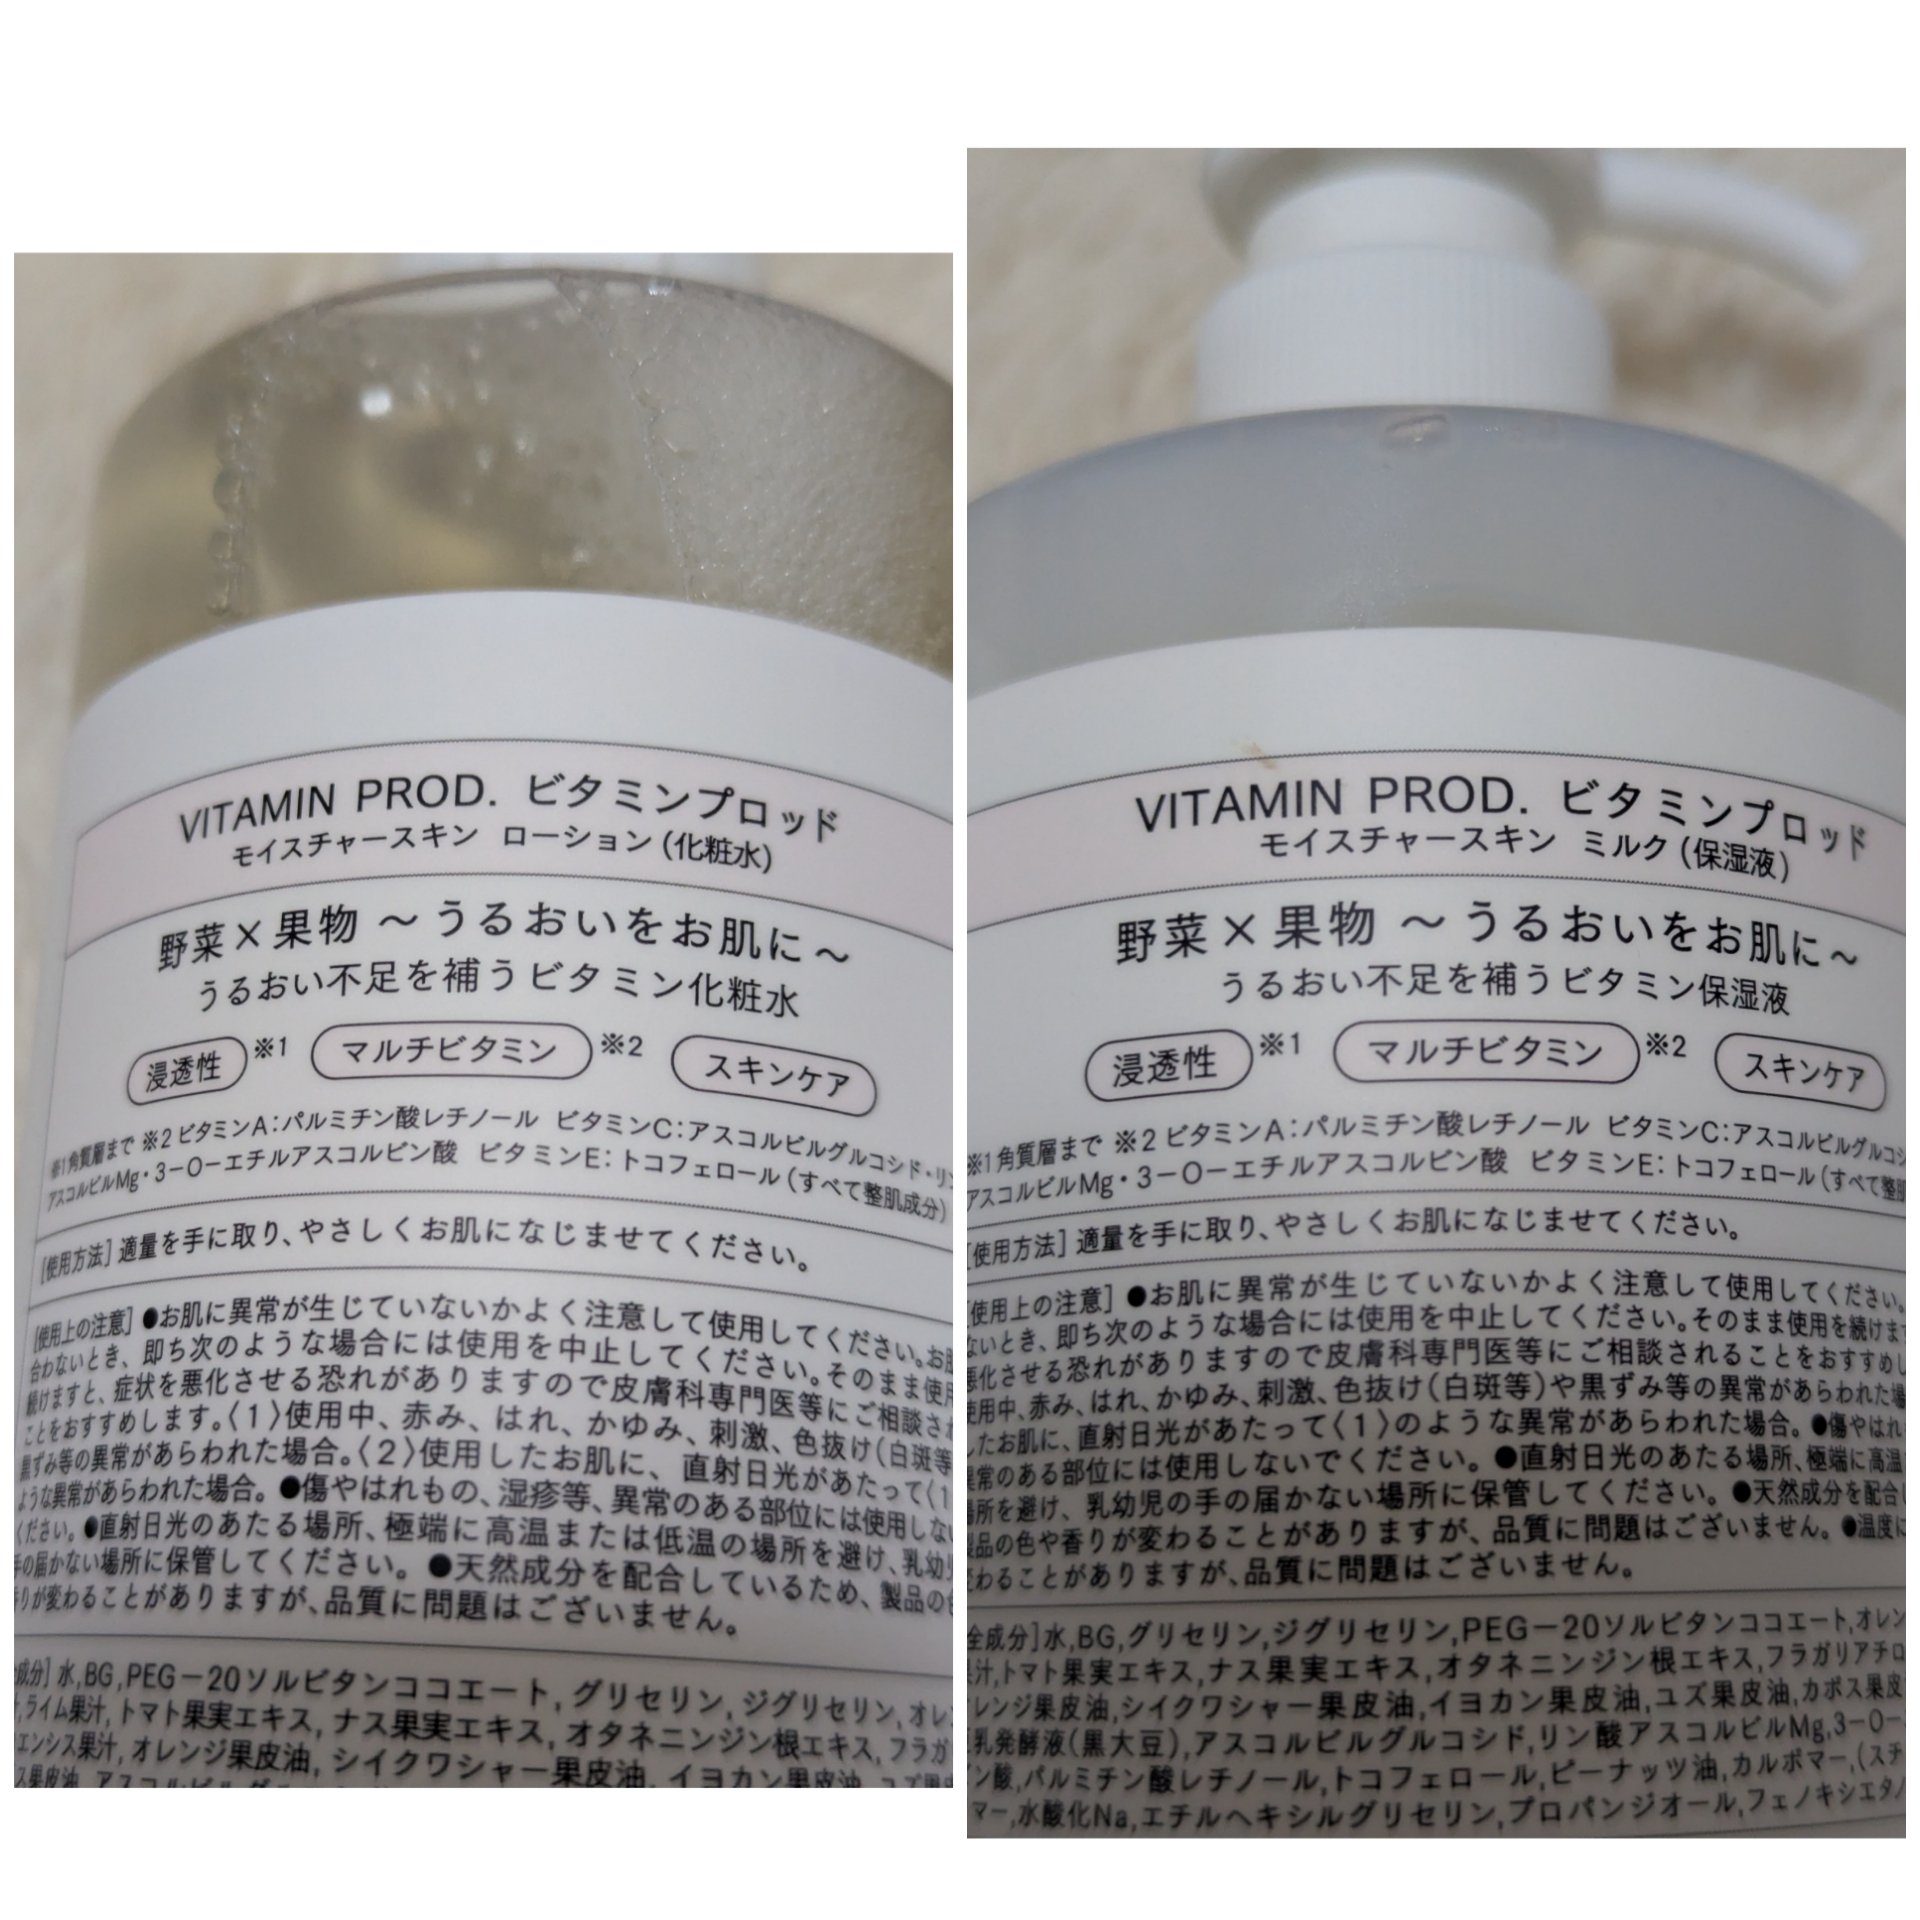 VITAMIN PROD. ビタミンプロッド
モイスチャースキン ローション(化粧水)
野菜×果物 ～うるおいをお肌に～
うるおい不足を補うビタミン化粧水
浸透性 ※1 マルチビタミン ※2 スキンケア
※1角質層まで ※2 ビタミンA:パルミチン酸レチノール ビタミンC:アスコルビルグルコシド・リン
アスコルビルMg・3-O-エチルアスコルビン酸 ビタミンE:トコフェロール(すべて整肌成分)
[使用方法]適量を手に取り、やさしくお肌になじませてください。
[使用上の注意] ●お肌に異常が生じていないかよく注意して使用してください。お肌
合わないとき、即ち次のような場合には使用を中止してください。そのまま使用
続けますと、症状を悪化させる恐れがありますので皮膚科専門医等にご相談され
ことをおすすめします。〈1〉使用中、赤み、はれ、かゆみ、刺激、色抜け(白斑等
黒ずみ等の異常があらわれた場合。〈2〉使用したお肌に、直射日光があたって〈1
ような異常があらわれた場合。●傷やはれもの、湿疹等、異常のある部位には使用しない
ください。●直射日光のあたる場所、極端に高温または低温の場所を避け、乳幼児
手の届かない場所に保管してください。●天然成分を配合しているため、製品の色
香りが変わることがありますが、品質に問題はございません。
成分]水,BG,PEG-20ソルビタンココエート,グリセリン,ジグリセリン,オレン
汁,ライム果汁,トマト果実エキス,ナス果実エキス,オタネニンジン根エキス,フラガ
エンシス果汁,オレンジ果皮油,シイクワシャー果皮油,イヨカン果皮油,ユズ果皮
ス果皮油,アスコルビルグ
VITAMIN PROD. ビタミンプロッド
モイスチャースキン ミルク(保湿液)
野菜×果物 ～うるおいをお肌に～
うるおい不足を補うビタミン保湿液
浸透性 ※1 マルチビタミン ※2 スキンケア
※1角質層まで ※2 ビタミンA:パルミチン酸レチノール ビタミンC:アスコルビルグルコシ
アスコルビルMg・3-O-エチルアスコルビン酸 ビタミンE:トコフェロール(すべて整肌
[使用方法]適量を手に取り、やさしくお肌になじませてください。
[使用上の注意] ●お肌に異常が生じていないかよく注意して使用してください。
ないとき、即ち次のような場合には使用を中止してください。そのまま使用を続けます
悪化させる恐れがありますので皮膚科専門医等にご相談されることをおすすめし
使用中、赤み、はれ、かゆみ、刺激、色抜け(白斑等)や黒ずみ等の異常があらわれた場
したお肌に、直射日光があたって〈1〉のような異常があらわれた場合。●傷やはれ
異常のある部位には使用しないでください。●直射日光のあたる場所、極端に高温
場所を避け、乳幼児の手の届かない場所に保管してください。●天然成分を配合し
製品の色や香りが変わることがありますが、品質に問題はございません。●温度に
変わることがありますが、品質に問題はございません。
全成分]水,BG,グリセリン,ジグリセリン,PEG-20ソルビタンココエート,オレン
果汁,トマト果実エキス,ナス果実エキス,オタネニンジン根エキス,フラガリアチロ
レンジ果皮油,シイクワシャー果皮油,イヨカン果皮油,ユズ果皮油,カボス果皮
乳発酵液(黒大豆),アスコルビルグルコシド,リン酸アスコルビルMg,3-O-
ン酸,パルミチン酸レチノール,トコフェロール,ピーナッツ油,カルボマー,(スチ
マー,水酸化Na,エチルヘキシルグリセリン,プロパンジオール,フェノキシエタノ